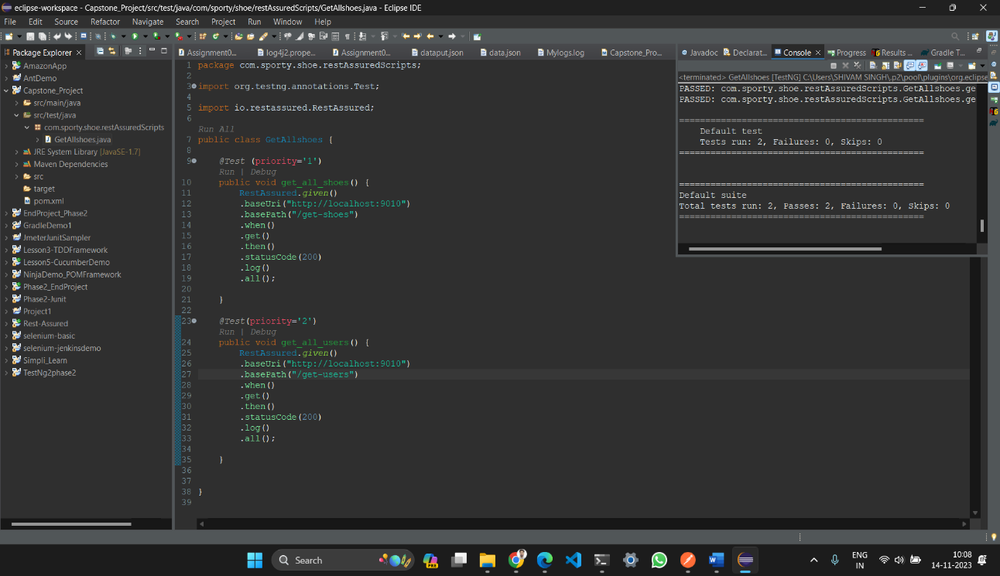 eclipse-workspace - Capstone_Project/src/test/java/com/sporty/shoe/restAssuredScripts/GetAllshoes.java - Eclipse IDE
File Edit Source Refactor Navigate Search Project Run Window Help
Package Explorer
AmazonApp
AntDemo
Capstone_Project
src/main/java
src/test/java
com.sporty.shoe.restAssuredScripts
GetAllshoes.java
JRE System Library [JavaSE-1.7]
Maven Dependencies
src
target
pom.xml
EndProject_Phase2
GradleDemo1
JmeterJunitSampler
Lesson3-TDDFramework
Lesson5-CucumberDemo
NinjaDemo_POMFramework
Phase2_EndProject
Phase2-Junit
Project1
Rest-Assured
selenium-basic
selenium-jenkinsdemo
Simpli_Learn
TestNg2phase2
Assignment0... log4j2.prope... Assignment0... dataput.json data.json Mylogs.log Capstone_Pro...
1 package com.sporty.shoe.restAssuredScripts;
2
3 import org.testng.annotations.Test;
4
5 import io.restassured.RestAssured;
6
Run All
7 public class GetAllshoes {
8
9 @Test (priority='1')
Run | Debug
10 public void get_all_shoes() {
11 RestAssured.given()
12 .baseUri("http://localhost:9010")
13 .basePath("/get-shoes")
14 .when()
15 .get()
16 .then()
17 .statusCode(200)
18 .log()
19 .all();
20
21 }
22
23 @Test(priority='2')
Run | Debug
24 public void get_all_users() {
25 RestAssured.given()
26 .baseUri("http://localhost:9010")
27 .basePath("/get-users")
28 .when()
29 .get()
30 .then()
31 .statusCode(200)
32 .log()
33 .all();
34
35 }
36
37
38 }
39
Javadoc Declarat... Console Progress Results ... Gradle T...
<terminated> GetAllshoes [TestNG] C:\Users\SHIVAM SINGH\.p2\pool\plugins\org.eclipse
PASSED: com.sporty.shoe.restAssuredScripts.GetAllshoes.ge
PASSED: com.sporty.shoe.restAssuredScripts.GetAllshoes.ge
===============================================
Default test
Tests run: 2, Failures: 0, Skips: 0
===============================================
===============================================
Default suite
Total tests run: 2, Passes: 2, Failures: 0, Skips: 0
===============================================
Search
PRE
ENG
IN
10:08
14-11-2023